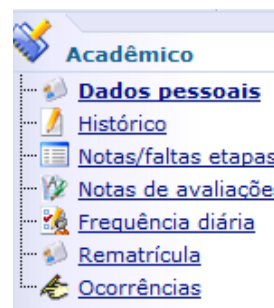 Acadêmico
Dados pessoais
Histórico
Notas/faltas etapas
Notas de avaliaçõe
Frequência diária
Rematrícula
Ocorrências